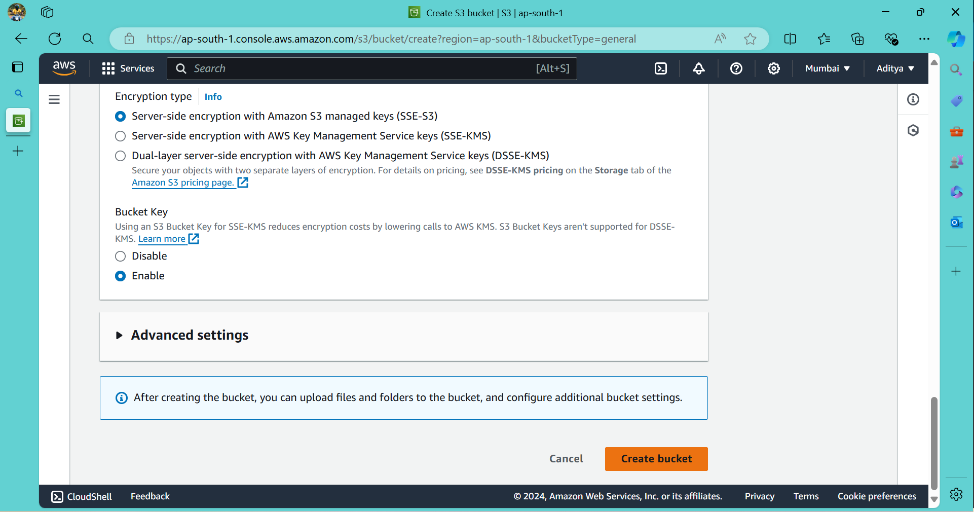 Create S3 bucket | S3 | ap-south-1
https://ap-south-1.console.aws.amazon.com/s3/bucket/create?region=ap-south-1&bucketType=general
aws
Services
Search [Alt+S]
Mumbai ▼
Aditya ▼
Encryption type Info
Server-side encryption with Amazon S3 managed keys (SSE-S3)
Server-side encryption with AWS Key Management Service keys (SSE-KMS)
Dual-layer server-side encryption with AWS Key Management Service keys (DSSE-KMS)
Secure your objects with two separate layers of encryption. For details on pricing, see DSSE-KMS pricing on the Storage tab of the
Amazon S3 pricing page.
Bucket Key
Using an S3 Bucket Key for SSE-KMS reduces encryption costs by lowering calls to AWS KMS. S3 Bucket Keys aren't supported for DSSE-
KMS. Learn more
Disable
Enable
Advanced settings
After creating the bucket, you can upload files and folders to the bucket, and configure additional bucket settings.
Cancel
Create bucket
CloudShell
Feedback
© 2024, Amazon Web Services, Inc. or its affiliates.
Privacy
Terms
Cookie preferences